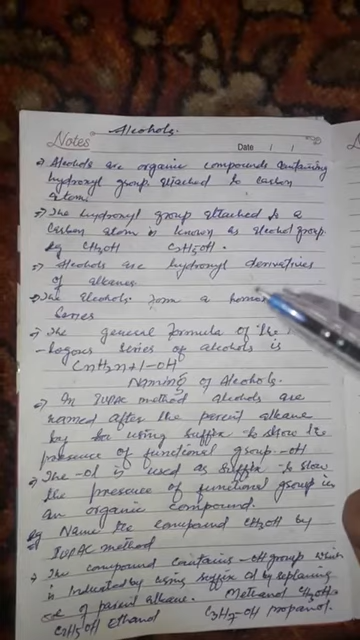 Alcohols.
Notes
Date / /
Alcohols are organic compounds containing
hydroxyl group attached to carbon
atom
The hydroxyl group attached to a
carbon atom is known as alcohol group.
eg CH3OH C2H5OH.
Alcohols are hydroxyl derivatives
of alkanes
The alcohols form a
Series
The general formula of the
-logous series of alcohols is
CnH2n+1-OH
Naming of Alcohols.
In IUPAC method alcohols are
named after the parent alkane
by using suffix to show the
presence of functional group -OH
The -ol is used as suffix to show
the presence of functional group in
an organic compound.
eg Name the compound CH3OH by
IUPAC method
The compound contains -OH group which
is Indicated by using suffix ol by replacing
of parent alkane. Methanol CH3OH
C2H5OH Ethanol C3H7-OH propanol.